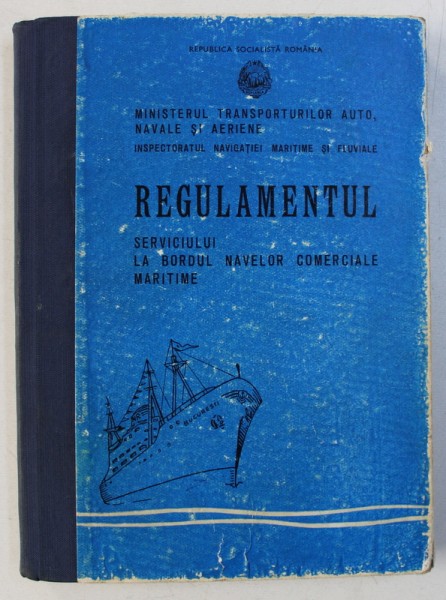 REPUBLICA SOCIALISTĂ ROMÂNIA
MINISTERUL TRANSPORTURILOR AUTO,
NAVALE ȘI AERIENE
INSPECTORATUL NAVIGAȚIEI MARITIME ȘI FLUVIALE
REGULAMENTUL
SERVICIULUI
LA BORDUL NAVELOR COMERCIALE
MARITIME
BUCUREȘTI